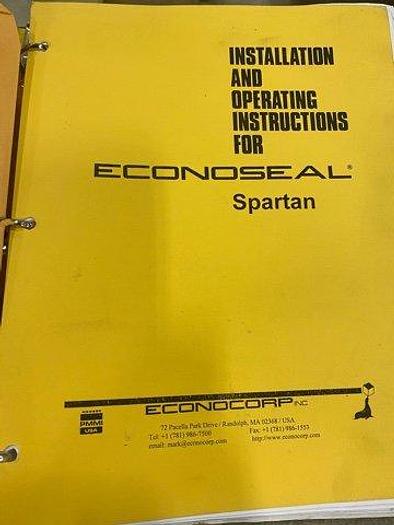 INSTALLATION
AND
OPERATING
INSTRUCTIONS
FOR
ECONOSEAL®
Spartan
ECONOCORP INC
PMMI
USA
72 Pacella Park Drive / Randolph, MA 02368 / USA
Tel: +1 (781) 986-7500 Fax: +1 (781) 986-1553
email: mark@econocorp.com http://www.econocorp.com